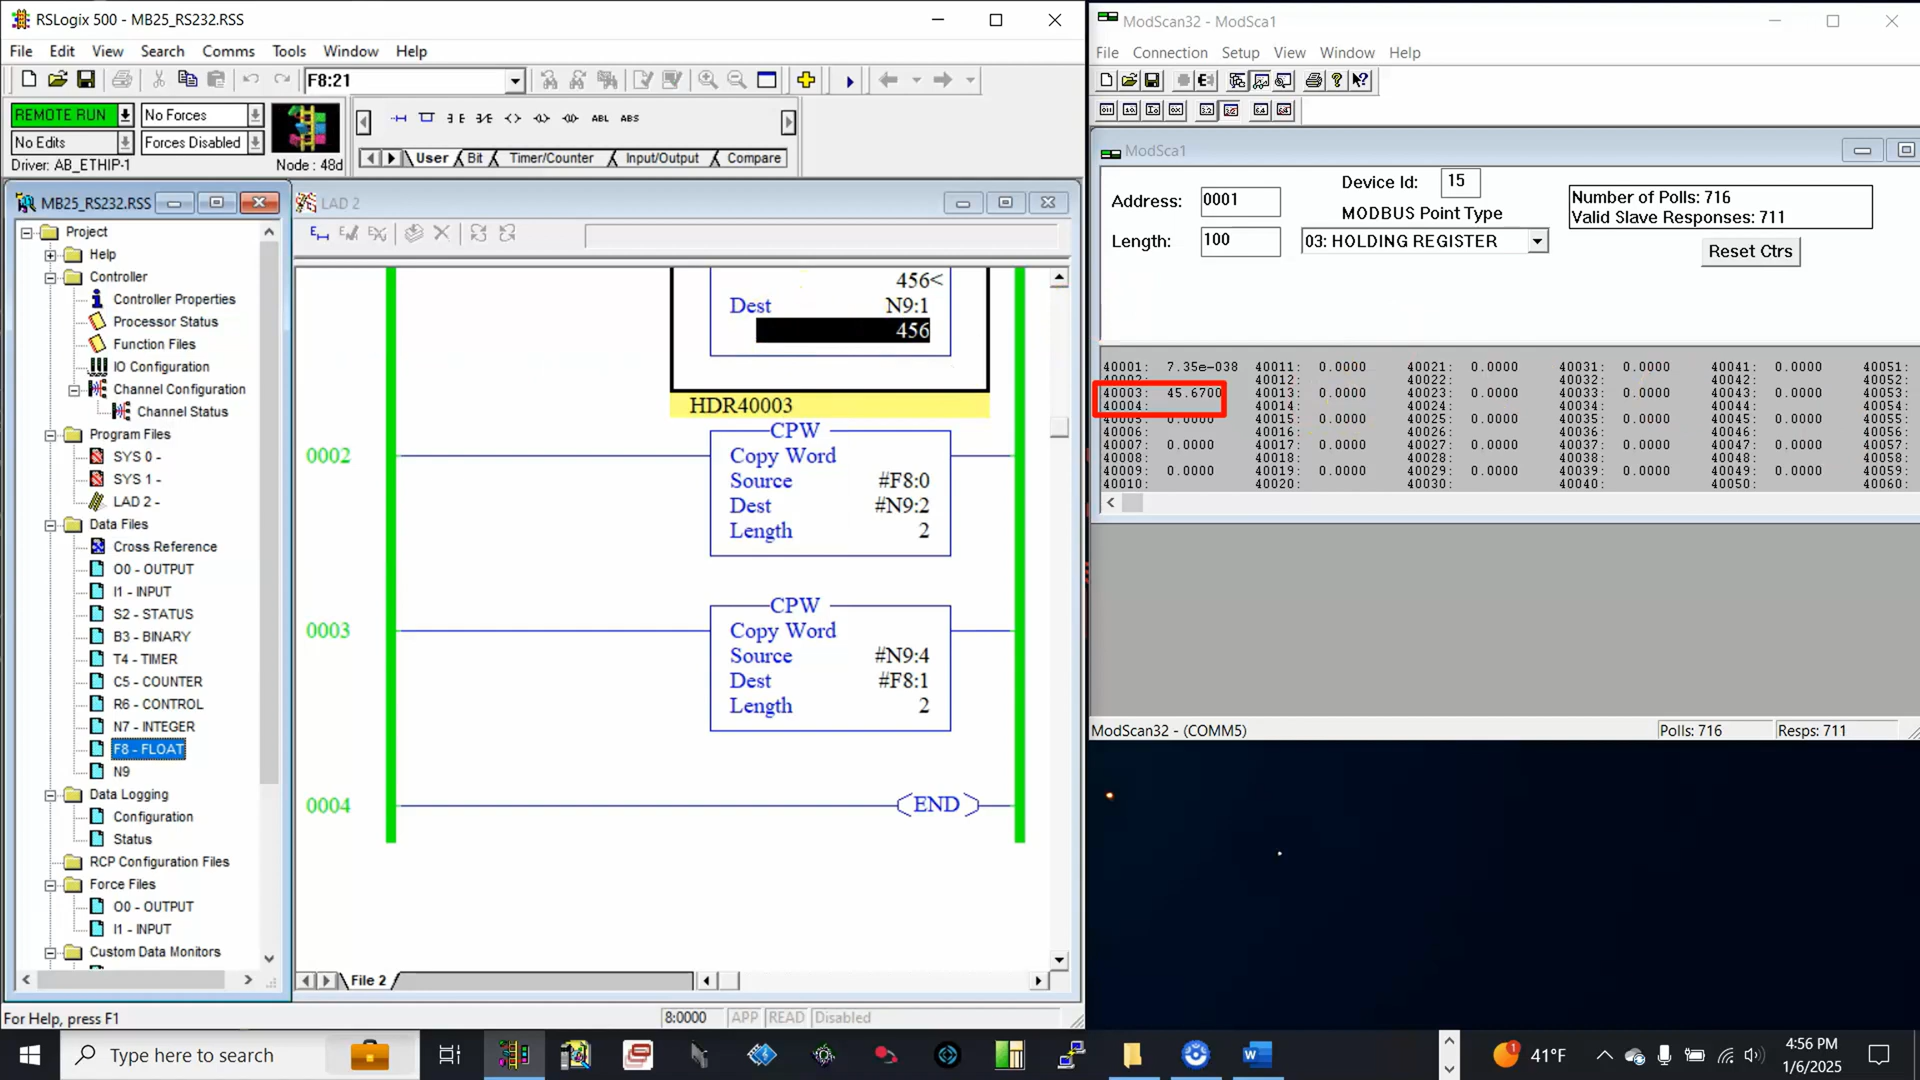 RSLogix 500 - MB25_RS232.RSS
File Edit View Search Comms Tools Window Help
F8:21
REMOTE RUN No Forces
No Edits Forces Disabled
Driver: AB_ETHIP-1 Node : 48d
User Bit Timer/Counter Input/Output Compare
ABL ABS
MB25_RS232.RSS
Project
Help
Controller
Controller Properties
Processor Status
Function Files
IO Configuration
Channel Configuration
Channel Status
Program Files
SYS 0 -
SYS 1 -
LAD 2 -
Data Files
Cross Reference
O0 - OUTPUT
I1 - INPUT
S2 - STATUS
B3 - BINARY
T4 - TIMER
C5 - COUNTER
R6 - CONTROL
N7 - INTEGER
F8 - FLOAT
N9
Data Logging
Configuration
Status
RCP Configuration Files
Force Files
O0 - OUTPUT
I1 - INPUT
Custom Data Monitors
LAD 2
456<
Dest N9:1
456
HDR40003
0002
CPW
Copy Word
Source #F8:0
Dest #N9:2
Length 2
0003
CPW
Copy Word
Source #N9:4
Dest #F8:1
Length 2
0004
END
File 2
For Help, press F1
8:0000 APP READ Disabled
ModScan32 - ModSca1
File Connection Setup View Window Help
ModSca1
Address: 0001
Length: 100
Device Id: 15
MODBUS Point Type
03: HOLDING REGISTER
Number of Polls: 716
Valid Slave Responses: 711
Reset Ctrs
40001: 7.35e-038 40011: 0.0000 40021: 0.0000 40031: 0.0000 40041: 0.0000 40051:
40002: 40012: 40022: 40032: 40042: 40052:
40003: 45.6700 40013: 0.0000 40023: 0.0000 40033: 0.0000 40043: 0.0000 40053:
40004: 40014: 40024: 40034: 40044: 40054:
40005: 0.0000 40015: 0.0000 40025: 0.0000 40035: 0.0000 40045: 0.0000 40055:
40006: 40016: 40026: 40036: 40046: 40056:
40007: 0.0000 40017: 0.0000 40027: 0.0000 40037: 0.0000 40047: 0.0000 40057:
40008: 40018: 40028: 40038: 40048: 40058:
40009: 0.0000 40019: 0.0000 40029: 0.0000 40039: 0.0000 40049: 0.0000 40059:
40010: 40020: 40030: 40040: 40050: 40060:
ModScan32 - (COMM5) Polls: 716 Resps: 711
Type here to search
41°F
4:56 PM
1/6/2025